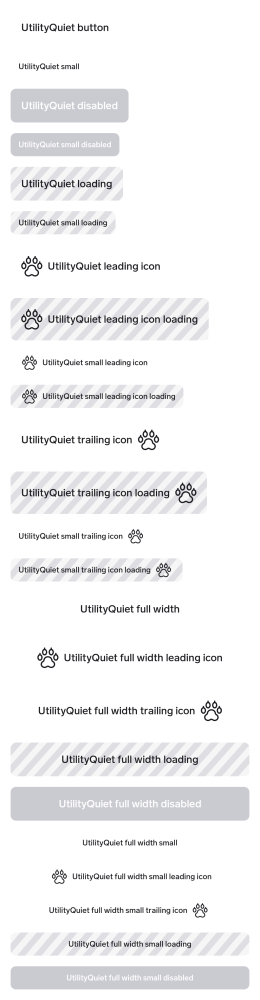 UtilityQuiet button
UtilityQuiet small
UtilityQuiet disabled
UtilityQuiet small disabled
UtilityQuiet loading
UtilityQuiet small loading
UtilityQuiet leading icon
UtilityQuiet leading icon loading
UtilityQuiet small leading icon
UtilityQuiet small leading icon loading
UtilityQuiet trailing icon
UtilityQuiet trailing icon loading
UtilityQuiet small trailing icon
UtilityQuiet small trailing icon loading
UtilityQuiet full width
UtilityQuiet full width leading icon
UtilityQuiet full width trailing icon
UtilityQuiet full width loading
UtilityQuiet full width disabled
UtilityQuiet full width small
UtilityQuiet full width small leading icon
UtilityQuiet full width small trailing icon
UtilityQuiet full width small loading
UtilityQuiet full width small disabled